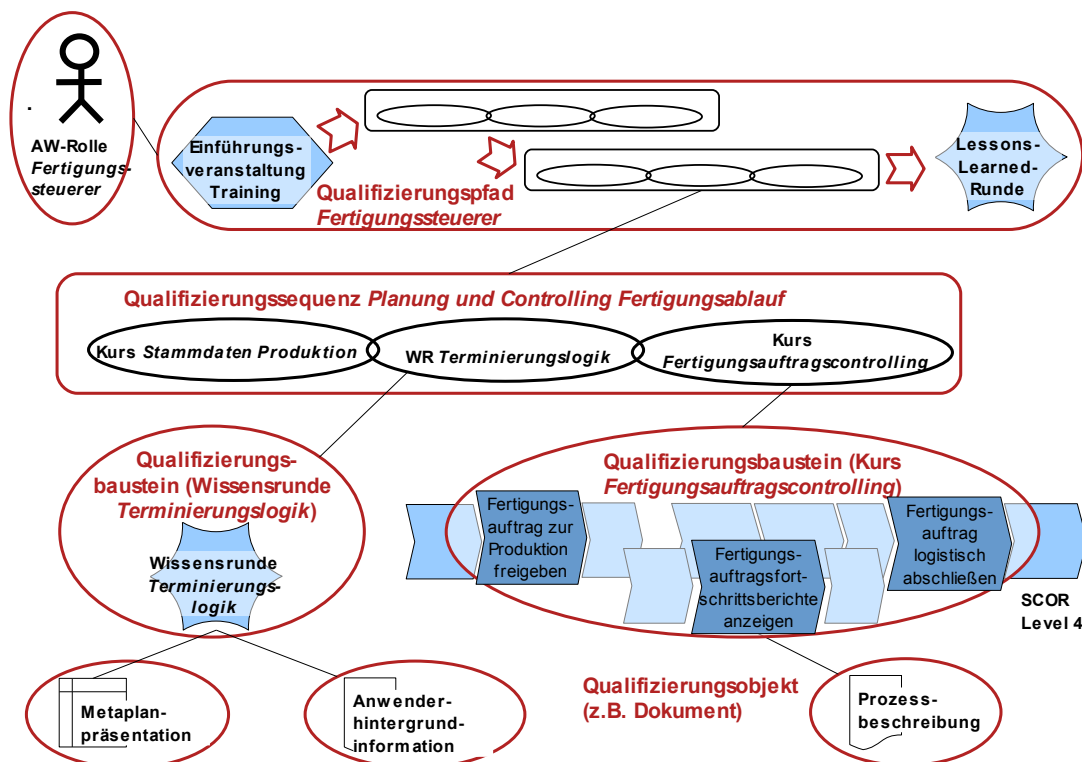 .
AW-Rolle
Fertigungs-
steuerer
Einführungs-
veranstaltung
Training
Qualifizierungspfad
Fertigungssteuerer
Lessons-
Learned-
Runde
Qualifizierungssequenz Planung und Controlling Fertigungsablauf
Kurs Stammdaten Produktion
WR Terminierungslogik
Kurs
Fertigungsauftragscontrolling
Qualifizierungs-
baustein (Wissensrunde
Terminierungslogik)
Wissensrunde
Terminierungs-
logik
Qualifizierungsbaustein (Kurs
Fertigungsauftragscontrolling)
Fertigungs-
auftrag zur
Produktion
freigeben
Fertigungs-
auftragsfort-
schrittsberichte
anzeigen
Fertigungs-
auftrag
logistisch
abschließen
SCOR
Level 4
Metaplan-
präsentation
Anwender-
hintergrund-
information
Qualifizierungsobjekt
(z.B. Dokument)
Prozess-
beschreibung